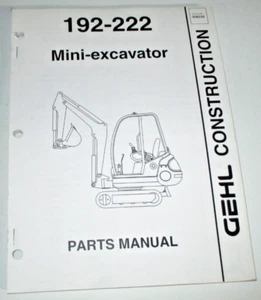 192-222
Mini-excavator
PARTS MANUAL
GEHL CONSTRUCTION